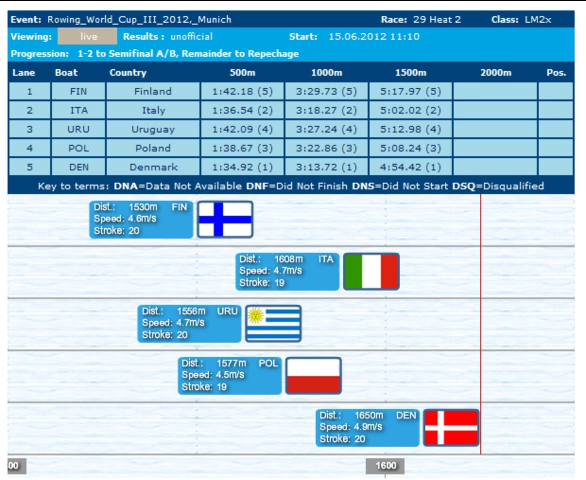 Event: Rowing_World_Cup_III_2012,_Munich Race: 29 Heat 2 Class: LM2x
Viewing: live Results : unofficial Start: 15.06.2012 11:10
Progression: 1-2 to Semifinal A/B, Remainder to Repechage
Lane Boat Country 500m 1000m 1500m 2000m Pos.
1 FIN Finland 1:42.18 (5) 3:29.73 (5) 5:17.97 (5)
2 ITA Italy 1:36.54 (2) 3:18.27 (2) 5:02.02 (2)
3 URU Uruguay 1:42.09 (4) 3:27.24 (4) 5:12.98 (4)
4 POL Poland 1:38.67 (3) 3:22.86 (3) 5:08.24 (3)
5 DEN Denmark 1:34.92 (1) 3:13.72 (1) 4:54.42 (1)
Key to terms: DNA=Data Not Available DNF=Did Not Finish DNS=Did Not Start DSQ=Disqualified
Dist.: 1530m FIN
Speed: 4.6m/s
Stroke: 20
Dist.: 1608m ITA
Speed: 4.7m/s
Stroke: 19
Dist.: 1556m URU
Speed: 4.7m/s
Stroke: 20
Dist.: 1577m POL
Speed: 4.5m/s
Stroke: 19
Dist.: 1650m DEN
Speed: 4.9m/s
Stroke: 20
00 1600